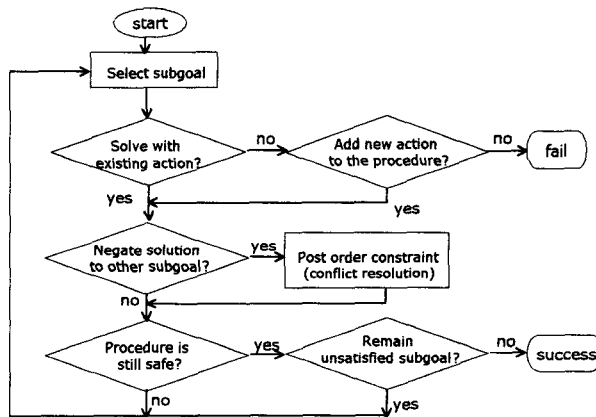 start
Select subgoal
Solve with
existing action?
no
Add new action
to the procedure?
no
fail
yes
yes
Negate solution
to other subgoal?
yes
Post order constraint
(conflict resolution)
no
Procedure is
still safe?
yes
Remain
unsatisfied subgoal?
no
success
no
yes